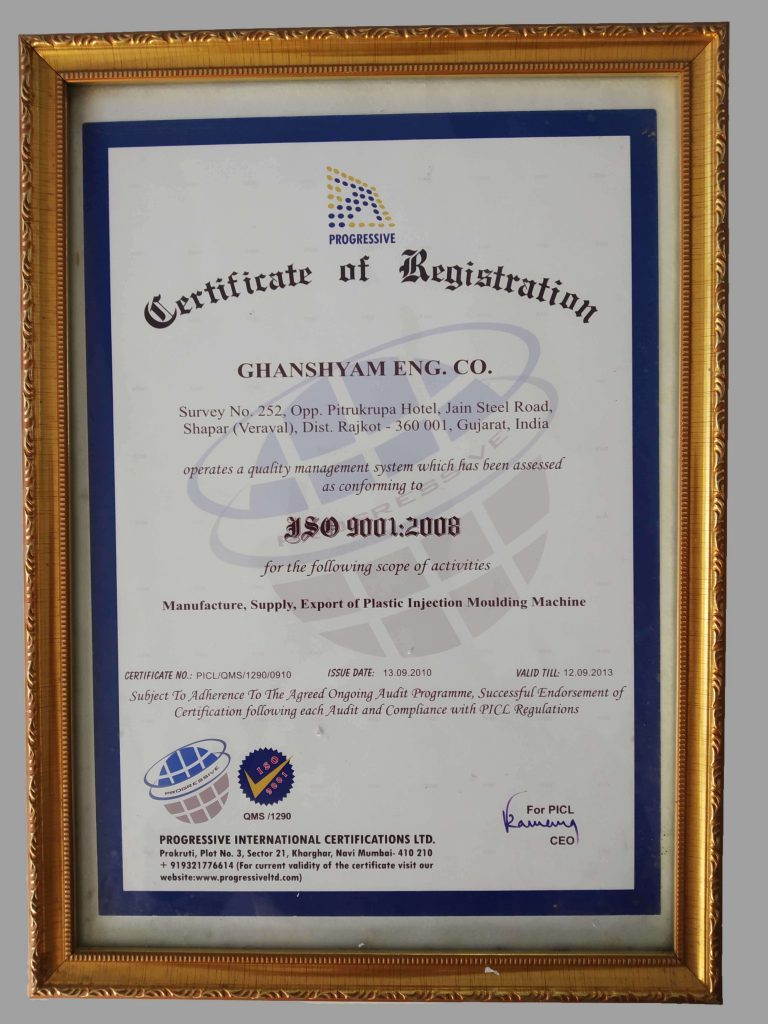 PROGRESSIVE
Certificate of Registration
GHANSHYAM ENG. CO.
Survey No. 252, Opp. Pitrukrupa Hotel, Jain Steel Road,
Shapar (Veraval), Dist. Rajkot - 360 001, Gujarat, India
operates a quality management system which has been assessed
as conforming to
PROGRESSIVE
ISO 9001:2008
for the following scope of activities
Manufacture, Supply, Export of Plastic Injection Moulding Machine
CERTIFICATE NO.: PICL/QMS/1290/0910 ISSUE DATE: 13.09.2010 VALID TILL: 12.09.2013
Subject To Adherence To The Agreed Ongoing Audit Programme, Successful Endorsement of
Certification following each Audit and Compliance with PICL Regulations
PROGRESSIVE
ISO
9001
QMS /1290
For PICL
CEO
PROGRESSIVE INTERNATIONAL CERTIFICATIONS LTD.
Prakruti, Plot No. 3, Sector 21, Kharghar, Navi Mumbai- 410 210
+ 919321776614 (For current validity of the certificate visit our
website:www.progressiveltd.com)